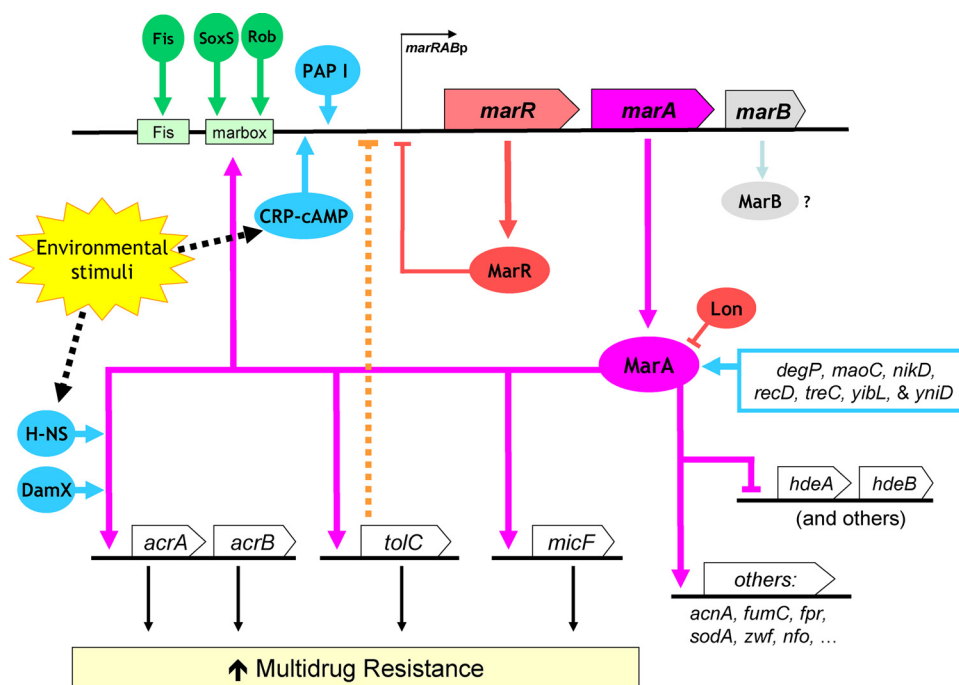 marRABp
Fis
SoxS
Rob
PAP I
marR
marA
marB
Fis
marbox
MarB
?
CRP-cAMP
Environmental
stimuli
MarR
Lon
MarA
degP, maoC, nikD,
recD, treC, yibL, & yniD
H-NS
DamX
hdeA
hdeB
(and others)
acrA
acrB
tolC
micF
others:
acnA, fumC, fpr,
sodA, zwf, nfo, ...
↑ Multidrug Resistance